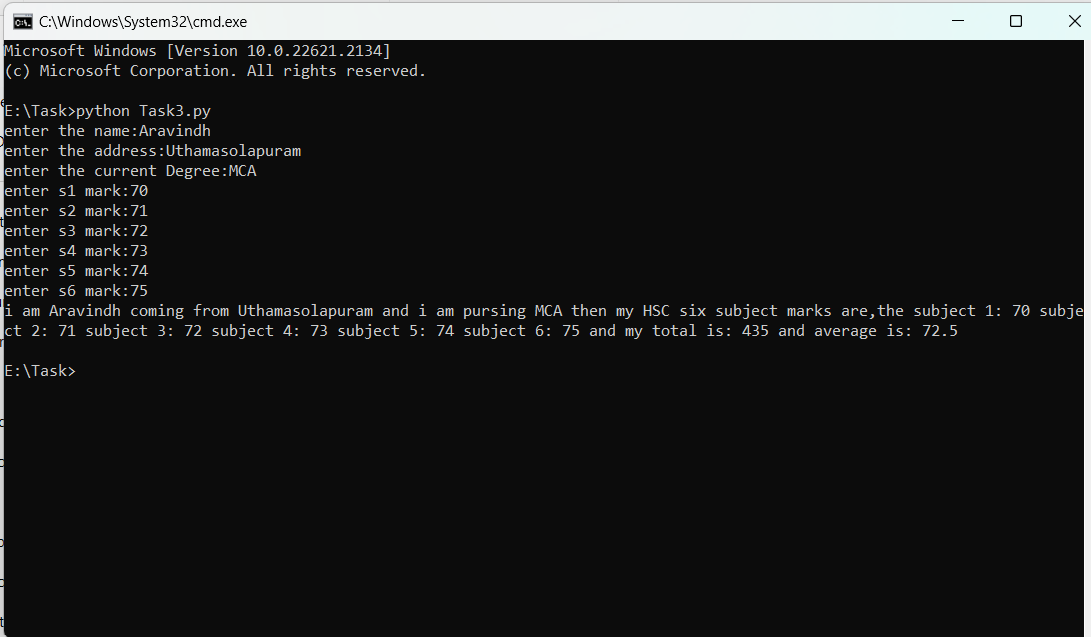 C:\Windows\System32\cmd.exe
Microsoft Windows [Version 10.0.22621.2134]
(c) Microsoft Corporation. All rights reserved.
E:\Task>python Task3.py
enter the name:Aravindh
enter the address:Uthamasolapuram
enter the current Degree:MCA
enter s1 mark:70
enter s2 mark:71
enter s3 mark:72
enter s4 mark:73
enter s5 mark:74
enter s6 mark:75
i am Aravindh coming from Uthamasolapuram and i am pursing MCA then my HSC six subject marks are,the subject 1: 70 subje
ct 2: 71 subject 3: 72 subject 4: 73 subject 5: 74 subject 6: 75 and my total is: 435 and average is: 72.5
E:\Task>